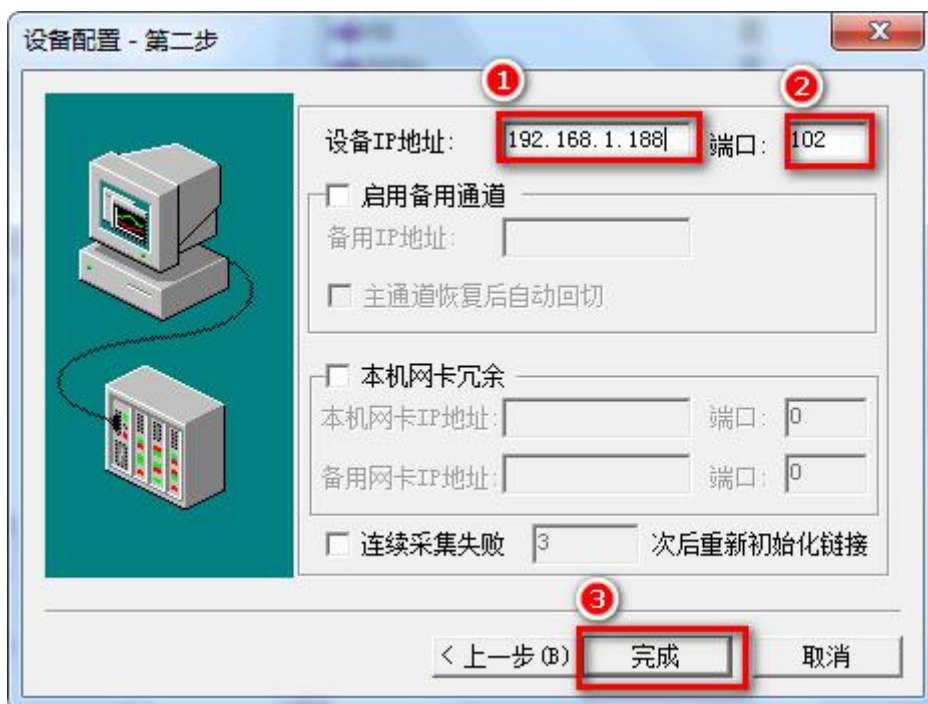 设备配置 - 第二步
X
1
2
设备IP地址: 192.168.1.188 端口: 102
启用备用通道
备用IP地址:
主通道恢复后自动回切
本机网卡冗余
本机网卡IP地址: 端口: 0
备用网卡IP地址: 端口: 0
连续采集失败 3 次后重新初始化链接
3
< 上一步(B) 完成 取消